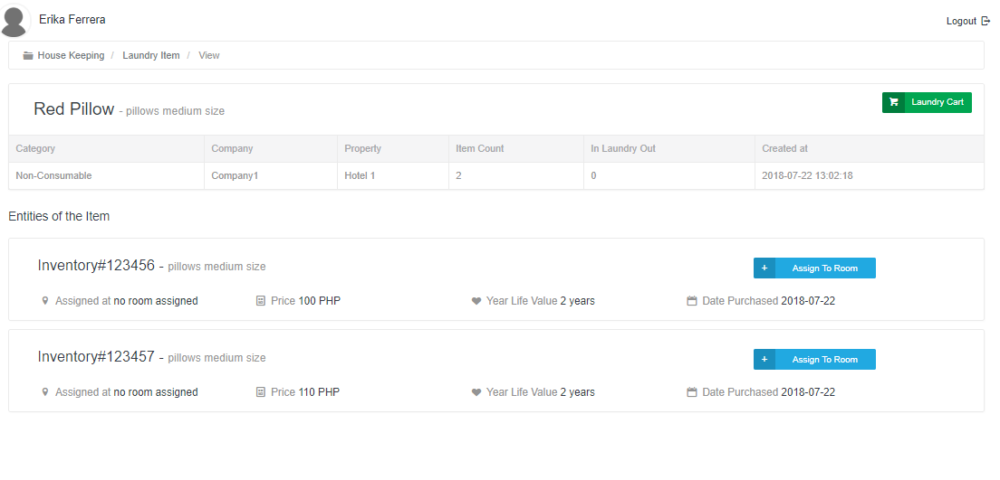 Erika Ferrera
Logout
House Keeping / Laundry Item / View
Red Pillow - pillows medium size
Laundry Cart
Category Company Property Item Count In Laundry Out Created at
Non-Consumable Company1 Hotel 1 2 0 2018-07-22 13:02:18
Entities of the Item
Inventory#123456 - pillows medium size
+ Assign To Room
Assigned at no room assigned Price 100 PHP Year Life Value 2 years Date Purchased 2018-07-22
Inventory#123457 - pillows medium size
+ Assign To Room
Assigned at no room assigned Price 110 PHP Year Life Value 2 years Date Purchased 2018-07-22